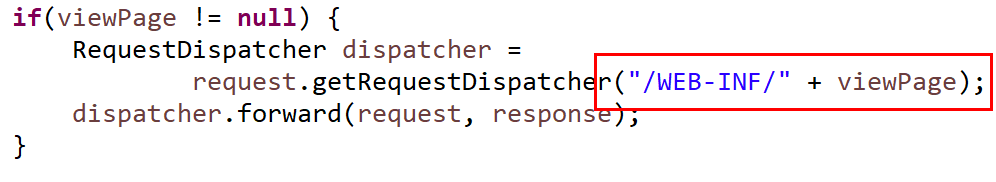 if(viewPage != null) {
    RequestDispatcher dispatcher =
            request.getRequestDispatcher("/WEB-INF/" + viewPage);
    dispatcher.forward(request, response);
}